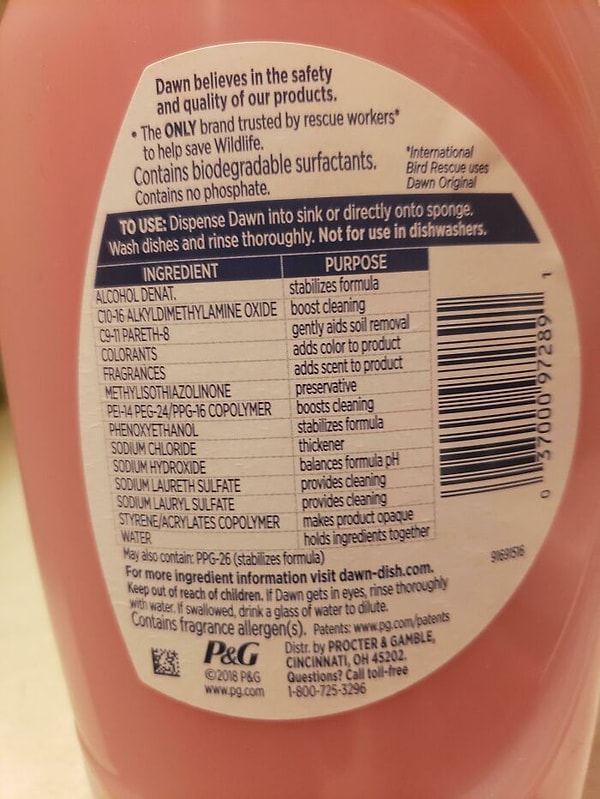 Dawn believes in the safety
and quality of our products.
• The ONLY brand trusted by rescue workers*
to help save Wildlife.
Contains biodegradable surfactants.
Contains no phosphate.
*International
Bird Rescue uses
Dawn Original
TO USE: Dispense Dawn into sink or directly onto sponge.
Wash dishes and rinse thoroughly. Not for use in dishwashers.
INGREDIENT PURPOSE
ALCOHOL DENAT. stabilizes formula
C10-16 ALKYLDIMETHYLAMINE OXIDE boost cleaning
C9-11 PARETH-8 gently aids soil removal
COLORANTS adds color to product
FRAGRANCES adds scent to product
METHYLISOTHIAZOLINONE preservative
PEI-14 PEG-24/PPG-16 COPOLYMER boosts cleaning
PHENOXYETHANOL stabilizes formula
SODIUM CHLORIDE thickener
SODIUM HYDROXIDE balances formula pH
SODIUM LAURETH SULFATE provides cleaning
SODIUM LAURYL SULFATE provides cleaning
STYRENE/ACRYLATES COPOLYMER makes product opaque
WATER holds ingredients together
May also contain: PPG-26 (stabilizes formula)
0 37000 97289 1
91691516
For more ingredient information visit dawn-dish.com.
Keep out of reach of children. If Dawn gets in eyes, rinse thoroughly
with water. If swallowed, drink a glass of water to dilute.
Contains fragrance allergen(s). Patents: www.pg.com/patents
P&G
©2018 P&G
www.pg.com
Distr. by PROCTER & GAMBLE,
CINCINNATI, OH 45202.
Questions? Call toll-free
1-800-725-3296